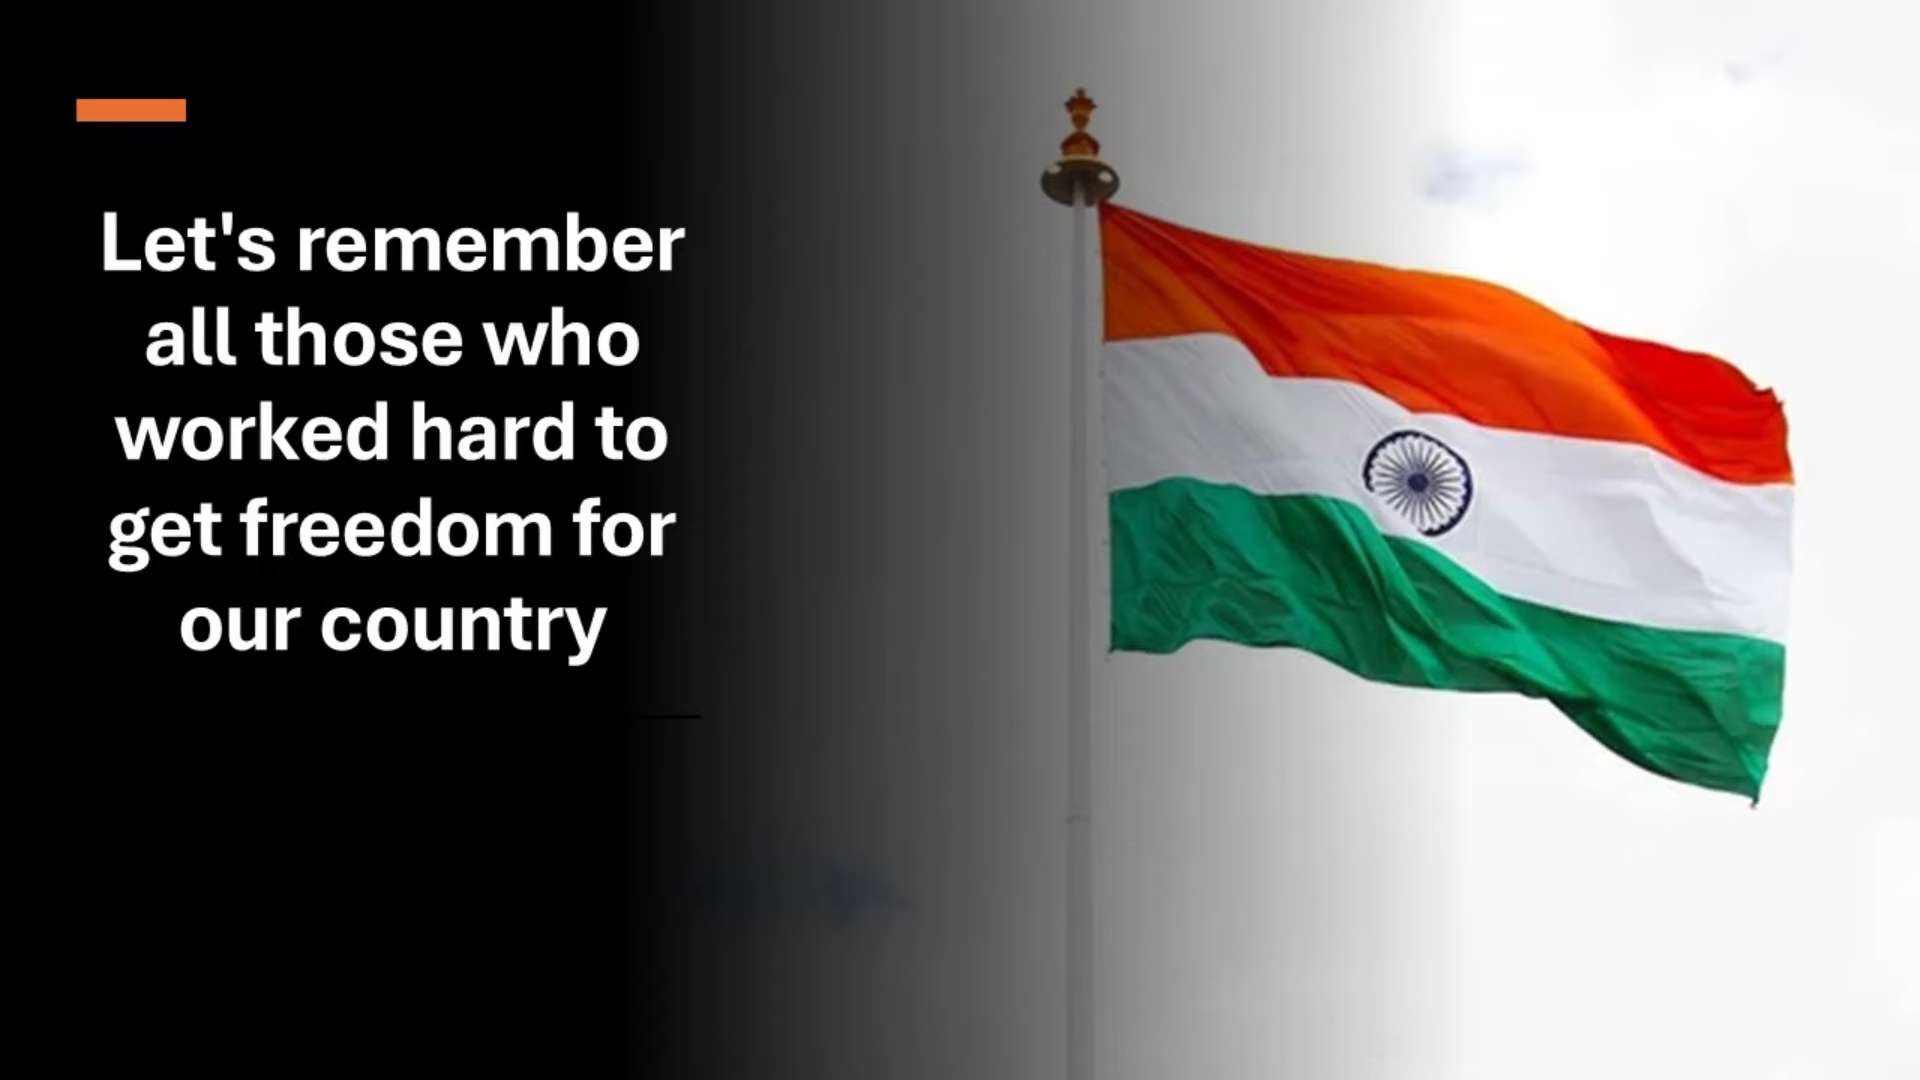 Let's remember
all those who
worked hard to
get freedom for
our country